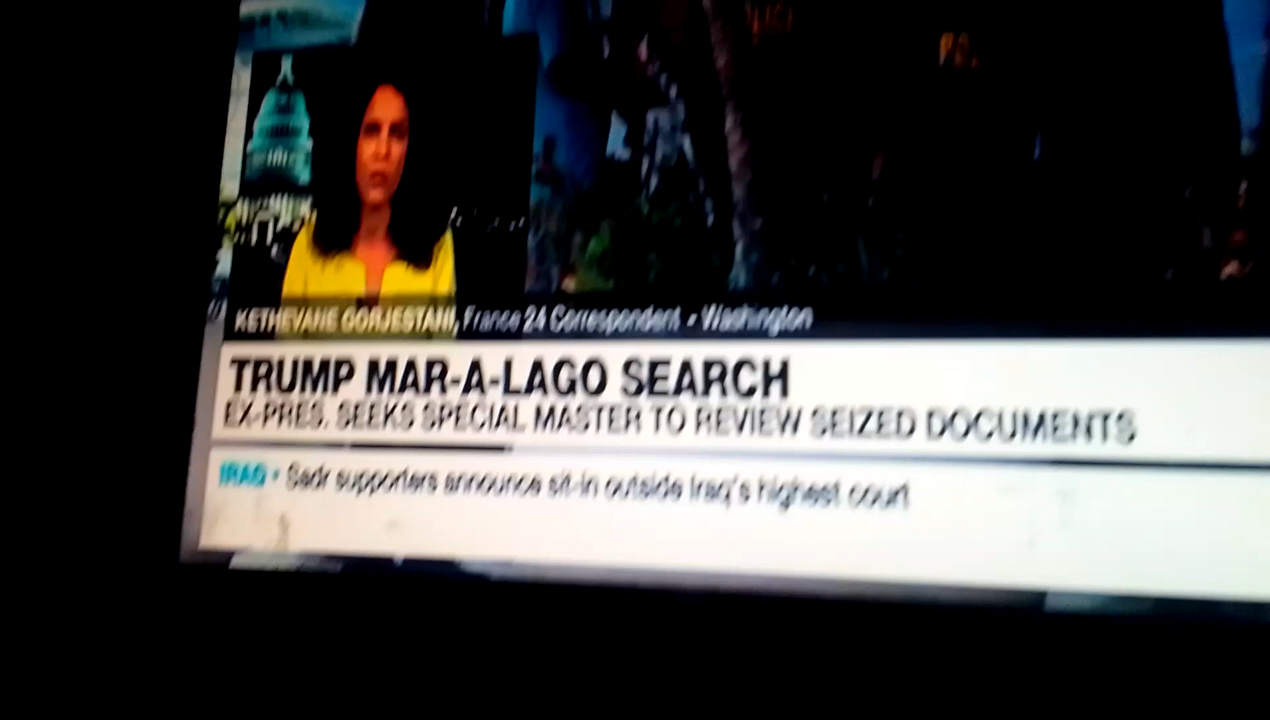 KETHEVANE GORJESTANI, France 24 Correspondent • Washington
TRUMP MAR-A-LAGO SEARCH
EX-PRES. SEEKS SPECIAL MASTER TO REVIEW SEIZED DOCUMENTS
IRAQ • Sadr supporters announce sit-in outside Iraq's highest court